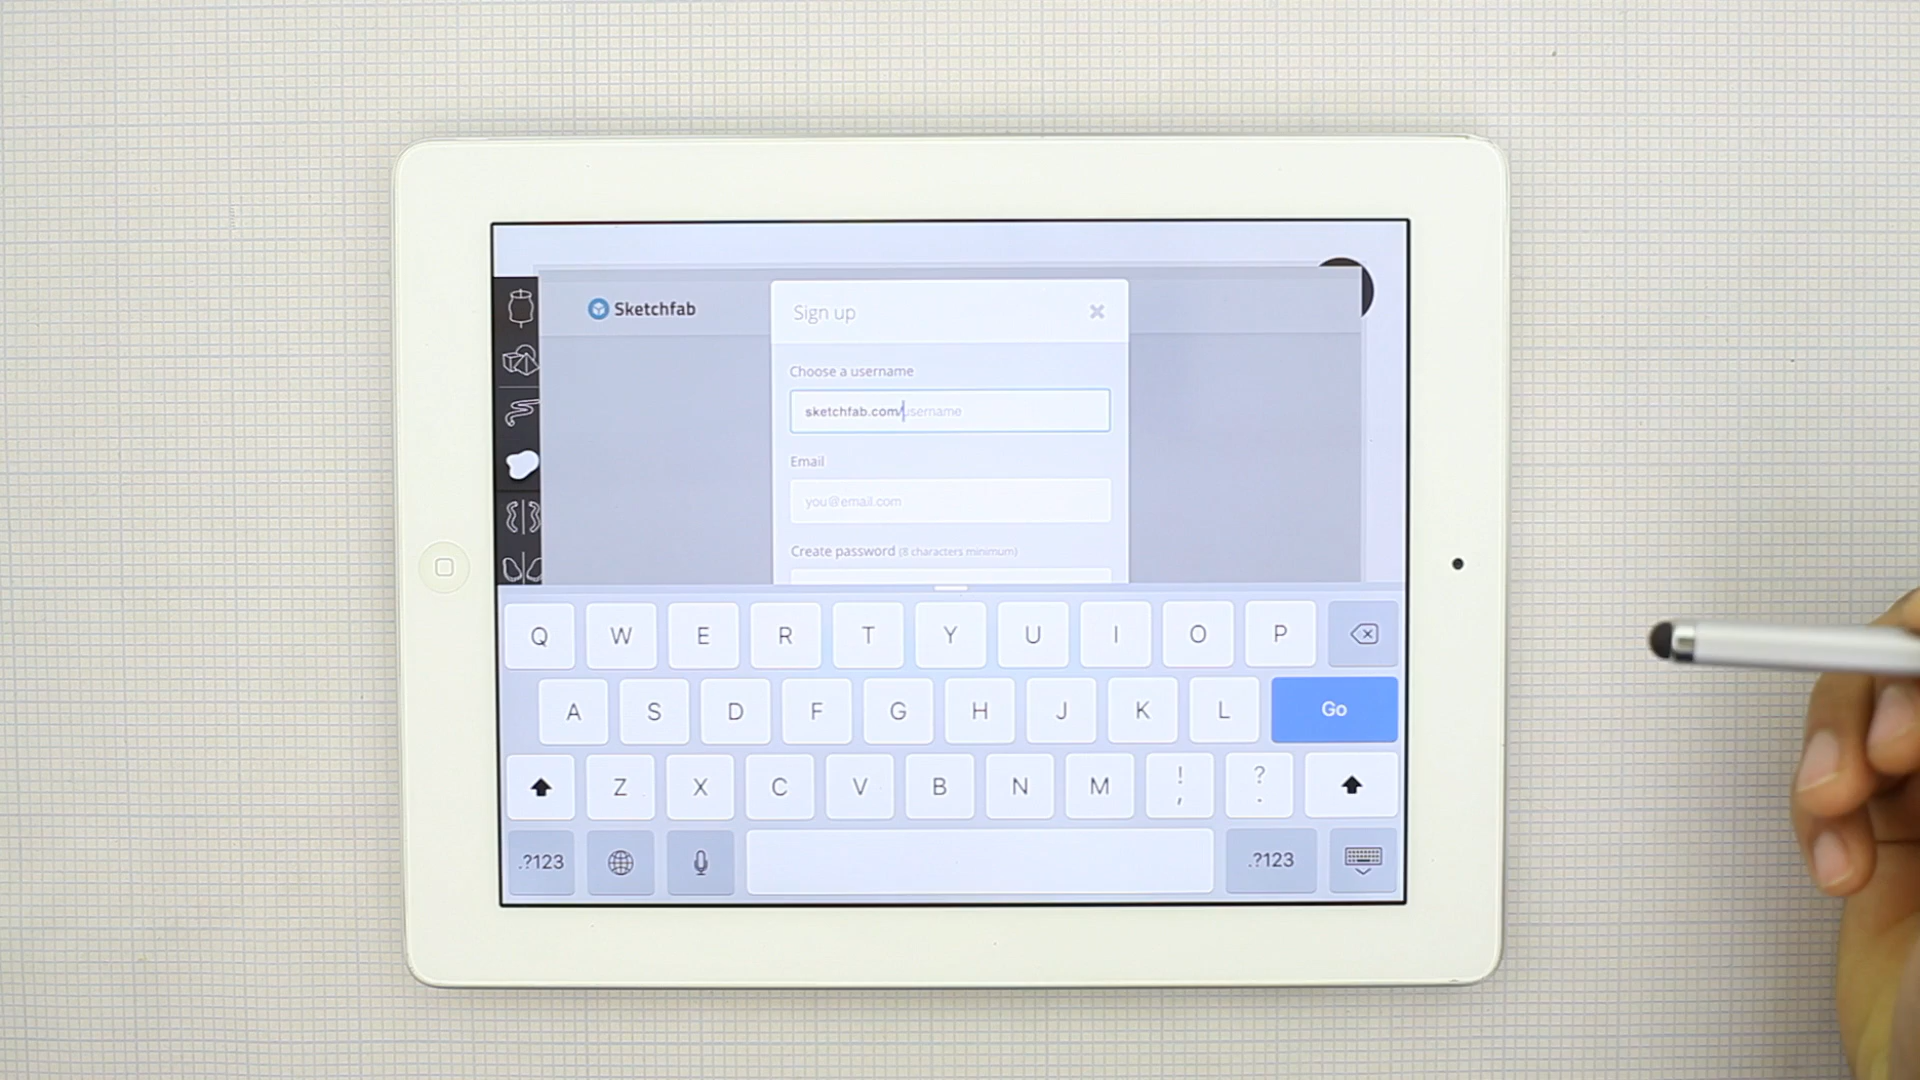 Sketchfab
Sign up
Choose a username
sketchfab.com/username
Email
you@email.com
Create password (8 characters minimum)
Q W E R T Y U I O P
A S D F G H J K L Go
Z X C V B N M ! , ? .
.?123 .?123